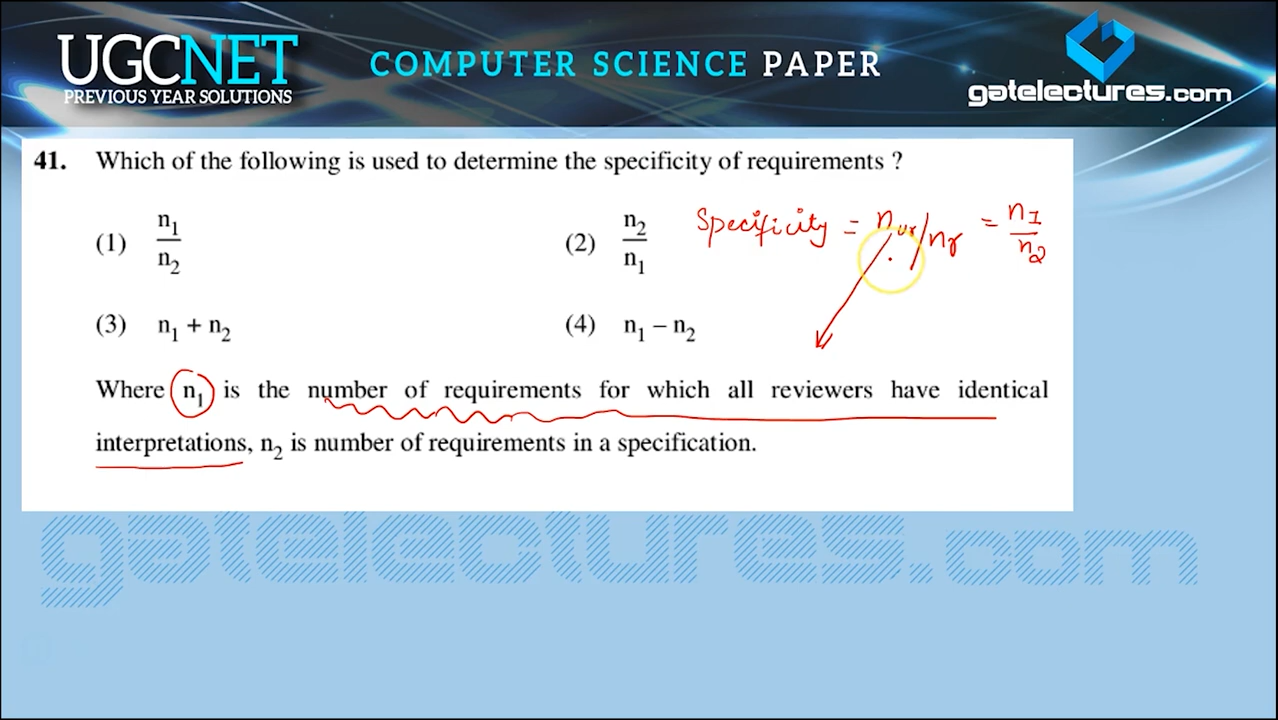 UGCNET
PREVIOUS YEAR SOLUTIONS
COMPUTER SCIENCE PAPER
gatelectures.com
41. Which of the following is used to determine the specificity of requirements ?
(1) n₁/n₂ (2) n₂/n₁
Specificity = nᵤᵣ/nᵣ = n₁/n₂
(3) n₁ + n₂ (4) n₁ – n₂
Where n₁ is the number of requirements for which all reviewers have identical
interpretations, n₂ is number of requirements in a specification.
gatelectures.com